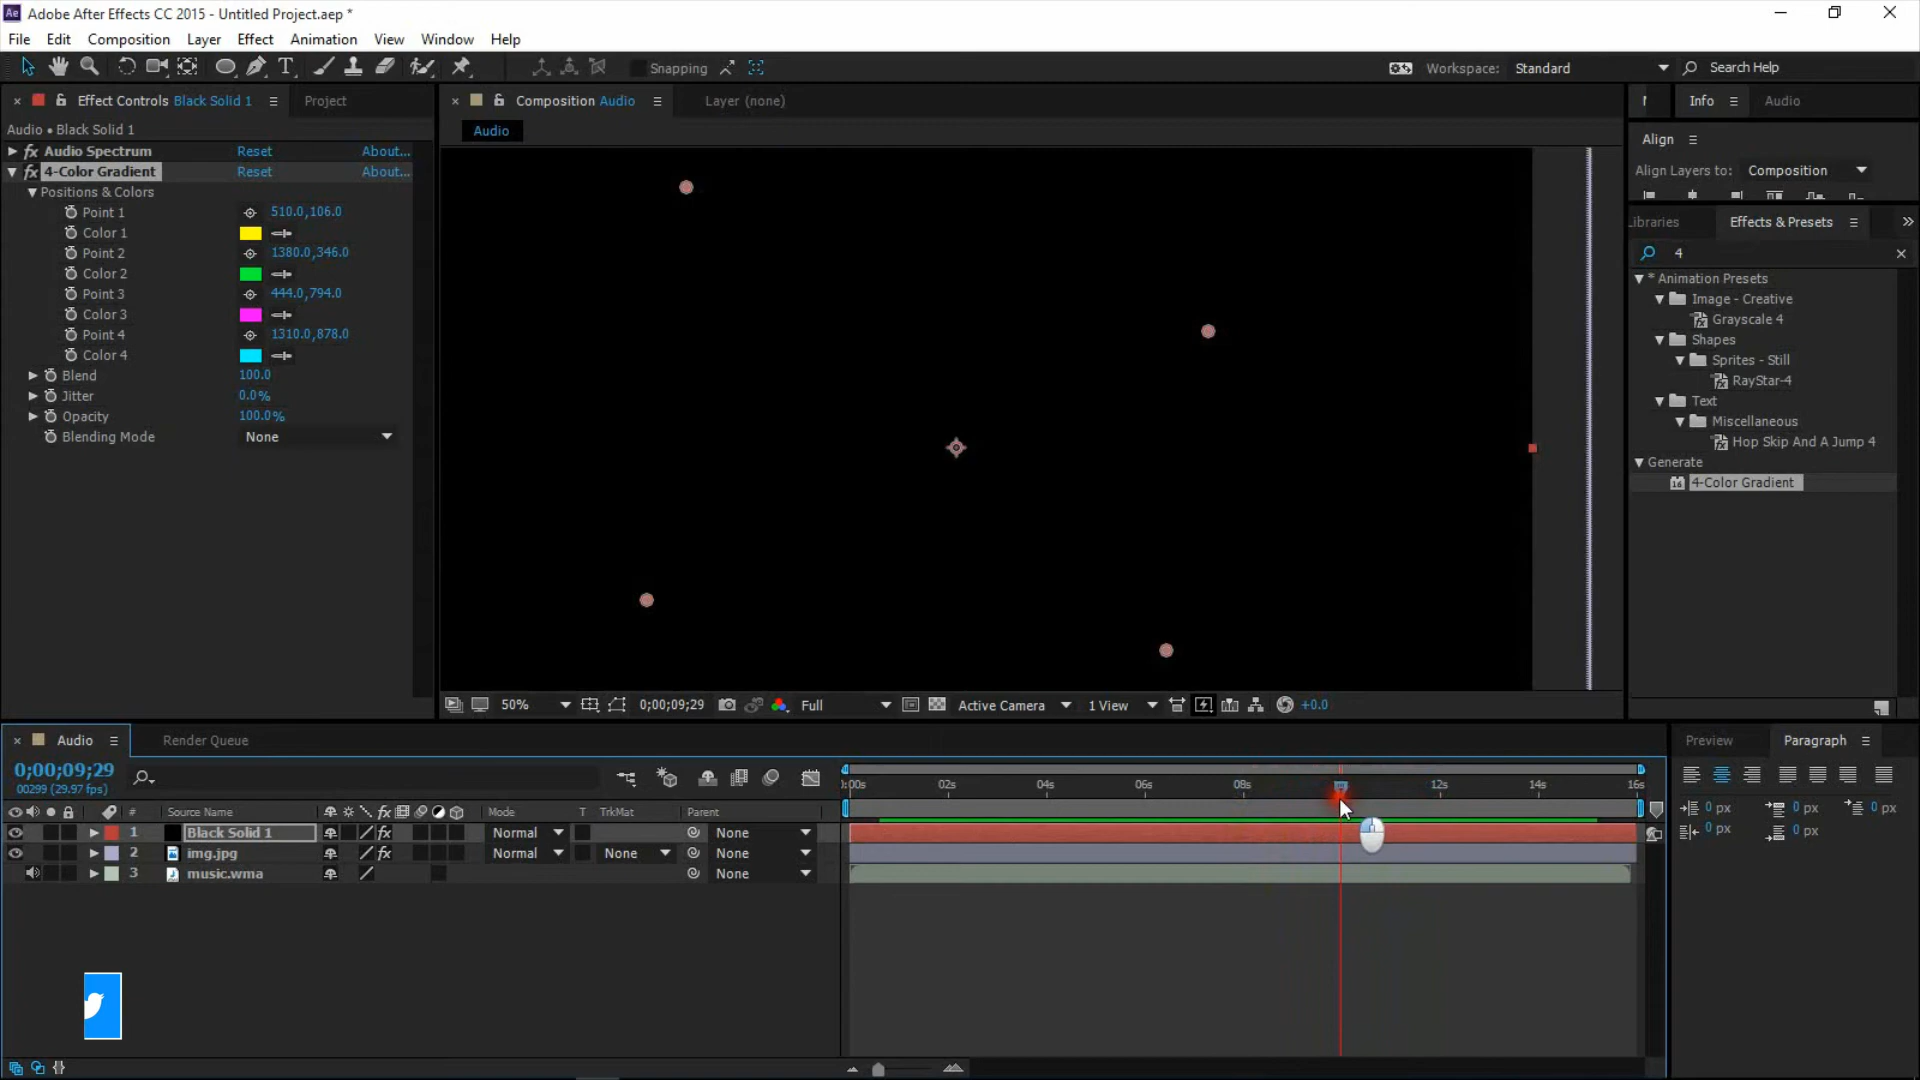 Adobe After Effects CC 2015 - Untitled Project.aep *
File Edit Composition Layer Effect Animation View Window Help
Snapping
Workspace: Standard
Search Help
Effect Controls Black Solid 1
Project
Composition Audio
Layer (none)
Info
Audio
Audio • Black Solid 1
Audio
Align
Audio Spectrum Reset About...
4-Color Gradient Reset About...
Align Layers to: Composition
Positions & Colors
Point 1 510.0,106.0
Color 1
Point 2 1380.0,346.0
Color 2
Point 3 444.0,794.0
Color 3
Point 4 1310.0,878.0
Color 4
Blend 100.0
Jitter 0.0%
Opacity 100.0%
Blending Mode None
Effects & Presets
4
* Animation Presets
Image - Creative
Grayscale 4
Shapes
Sprites - Still
RayStar-4
Text
Miscellaneous
Hop Skip And A Jump 4
Generate
4-Color Gradient
50% 0;00;09;29 Full Active Camera 1 View +0.0
Audio
Render Queue
Preview
Paragraph
0;00;09;29
00299 (29.97 fps)
:00s 02s 04s 06s 08s 12s 14s 16s
# Source Name Mode T TrkMat Parent
1 Black Solid 1 Normal None
2 img.jpg Normal None None
3 music.wma None
0 px 0 px 0 px
0 px 0 px